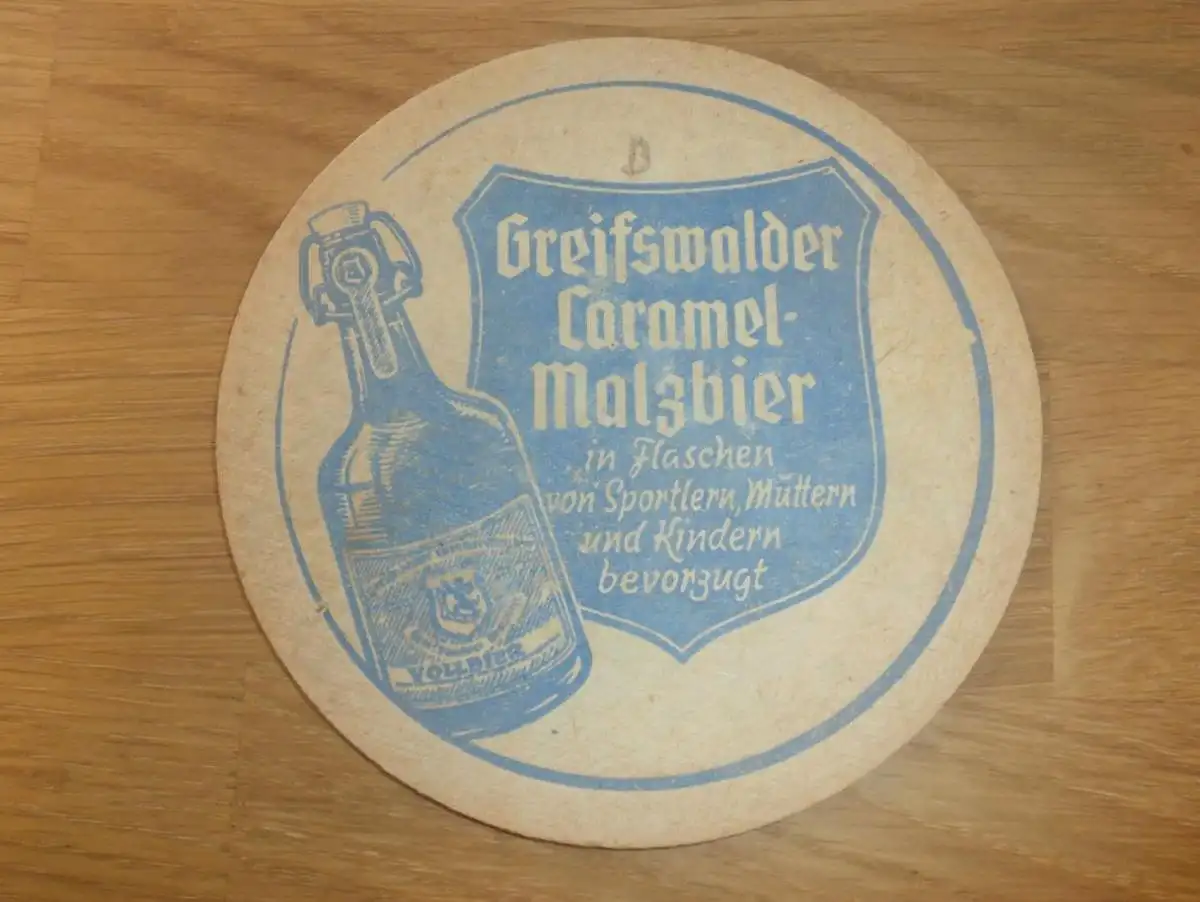 B
Greifswalder
Caramel-
Malzbier
in Flaschen
von Sportlern, Müttern
und Kindern
bevorzugt
VOLLBIER